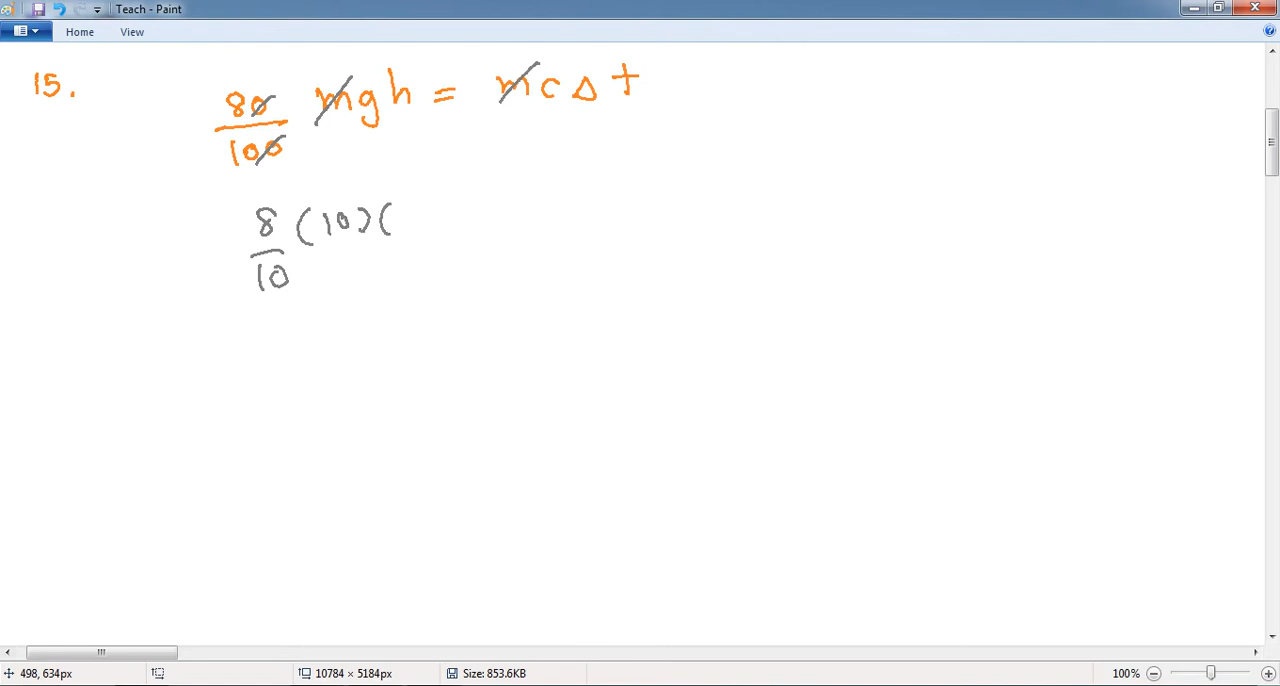 Teach - Paint
Home View
15.
80/100 mgh = mcΔt
8/10 (10)(
498, 634px 10784 × 5184px Size: 853.6KB 100%